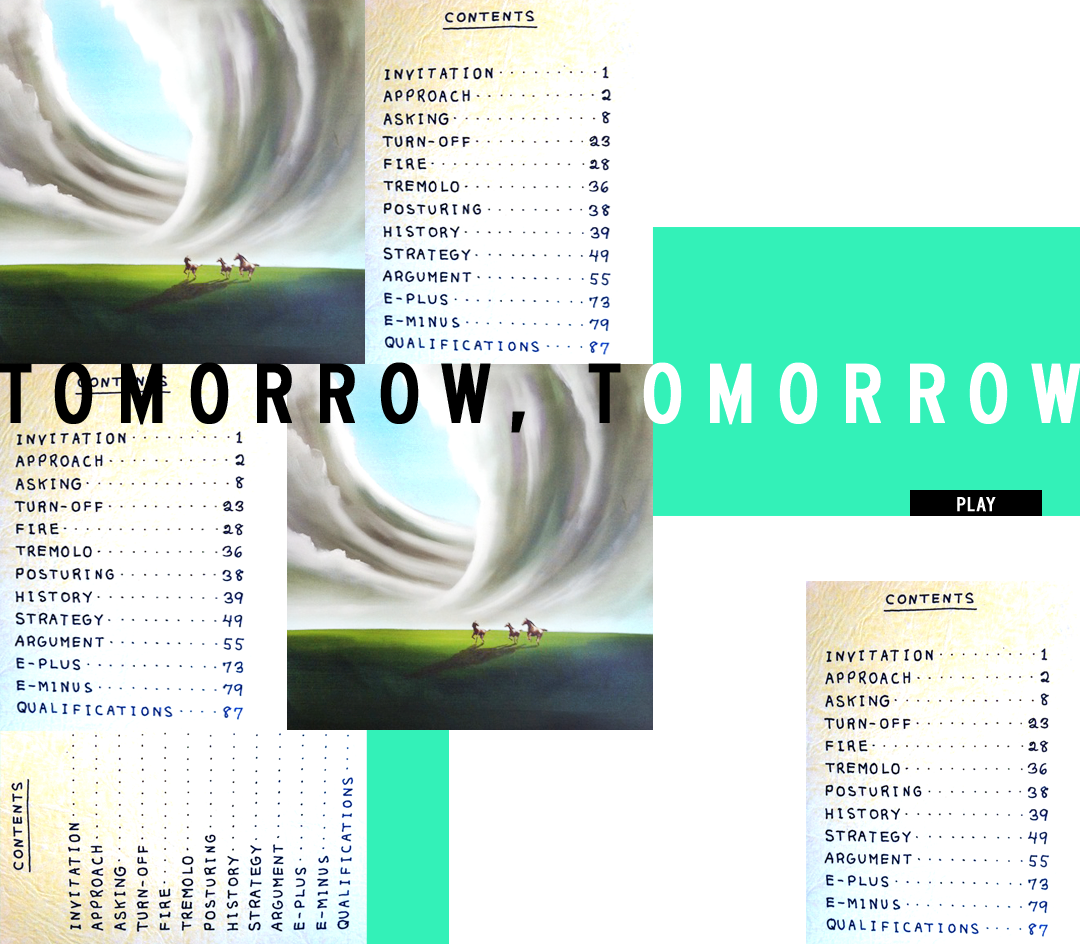 CONTENTS
INVITATION · · · · · · · · · 1
APPROACH · · · · · · · · · · 2
ASKING · · · · · · · · · · · · 8
TURN-OFF · · · · · · · · · · 23
FIRE · · · · · · · · · · · · · 28
TREMOLO · · · · · · · · · · 36
POSTURING · · · · · · · · · 38
HISTORY · · · · · · · · · · 39
STRATEGY · · · · · · · · · 49
ARGUMENT · · · · · · · · · 55
E-PLUS · · · · · · · · · · · 73
E-MINUS · · · · · · · · · · 79
QUALIFICATIONS · · · · 87
TOMORROW, TOMORROW
CONTENTS
INVITATION · · · · · · · · · 1
APPROACH · · · · · · · · · · 2
ASKING · · · · · · · · · · · · 8
TURN-OFF · · · · · · · · · · 23
FIRE · · · · · · · · · · · · · 28
TREMOLO · · · · · · · · · · 36
POSTURING · · · · · · · · · 38
HISTORY · · · · · · · · · · 39
STRATEGY · · · · · · · · · 49
ARGUMENT · · · · · · · · · 55
E-PLUS · · · · · · · · · · · 73
E-MINUS · · · · · · · · · · 79
QUALIFICATIONS · · · · 87
PLAY
CONTENTS
INVITATION · · · · · · · · · 1
APPROACH · · · · · · · · · · 2
ASKING · · · · · · · · · · · · 8
TURN-OFF · · · · · · · · · · 23
FIRE · · · · · · · · · · · · · 28
TREMOLO · · · · · · · · · · 36
POSTURING · · · · · · · · · 38
HISTORY · · · · · · · · · · 39
STRATEGY · · · · · · · · · 49
ARGUMENT · · · · · · · · · 55
E-PLUS · · · · · · · · · · · 73
E-MINUS · · · · · · · · · · 79
QUALIFICATIONS · · · · 87
CONTENTS
INVITATION · · · · · · · ·
APPROACH · · · · · · · ·
ASKING · · · · · · · · · ·
TURN-OFF · · · · · · · ·
FIRE · · · · · · · · · · ·
TREMOLO · · · · · · · ·
POSTURING · · · · · · ·
HISTORY · · · · · · · ·
STRATEGY · · · · · · ·
ARGUMENT · · · · · · ·
E-PLUS · · · · · · · · ·
E-MINUS · · · · · · · ·
QUALIFICATIONS · · ·